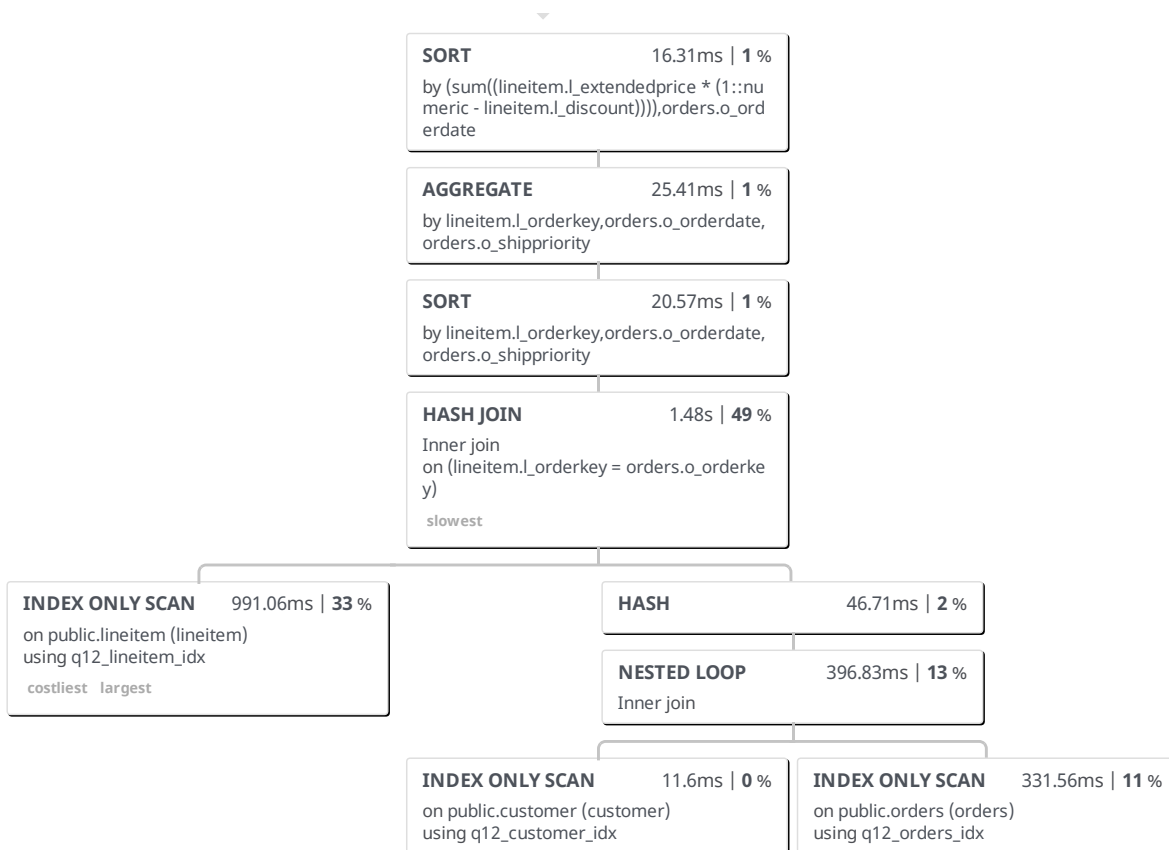 SORT 16.31ms | 1 %
by (sum((lineitem.l_extendedprice * (1::nu
meric - lineitem.l_discount)))),orders.o_ord
erdate
AGGREGATE 25.41ms | 1 %
by lineitem.l_orderkey,orders.o_orderdate,
orders.o_shippriority
SORT 20.57ms | 1 %
by lineitem.l_orderkey,orders.o_orderdate,
orders.o_shippriority
HASH JOIN 1.48s | 49 %
Inner join
on (lineitem.l_orderkey = orders.o_orderke
y)
slowest
INDEX ONLY SCAN 991.06ms | 33 %
on public.lineitem (lineitem)
using q12_lineitem_idx
costliest largest
HASH 46.71ms | 2 %
NESTED LOOP 396.83ms | 13 %
Inner join
INDEX ONLY SCAN 11.6ms | 0 %
on public.customer (customer)
using q12_customer_idx
INDEX ONLY SCAN 331.56ms | 11 %
on public.orders (orders)
using q12_orders_idx